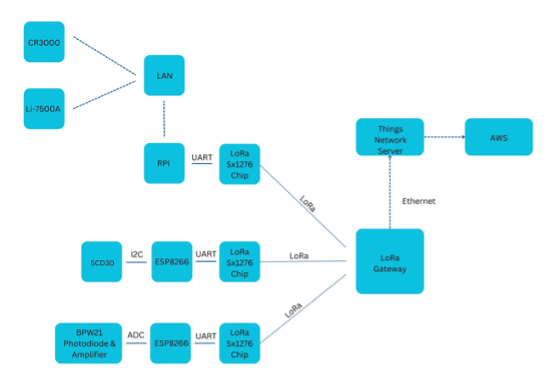 CR3000
LAN
Li-7500A
Things
Network
Server
AWS
RPi
UART
LoRa
Sx1276
Chip
LoRa
Ethernet
SCD30
I2C
ESP8266
UART
LoRa
Sx1276
Chip
LoRa
LoRa
Gateway
BPW21
Photodiode &
Amplifier
ADC
ESP8266
UART
LoRa
Sx1276
Chip
LoRa